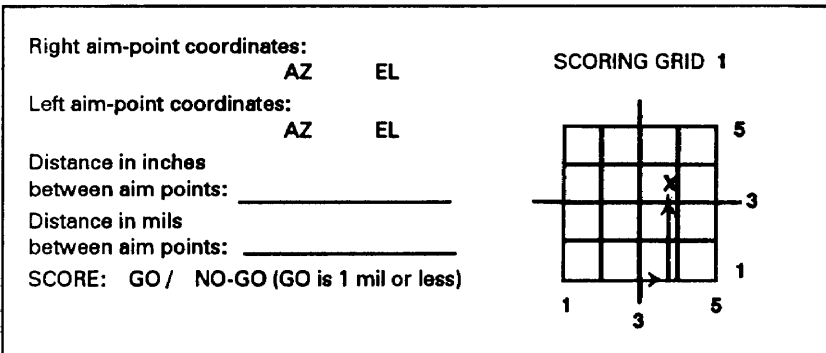 Right aim-point coordinates:
AZ EL
Left aim-point coordinates:
AZ EL
Distance in inches
between aim points:
Distance in mils
between aim points:
SCORE: GO / NO-GO (GO is 1 mil or less)
SCORING GRID 1
5
X
3
1
1
3
5